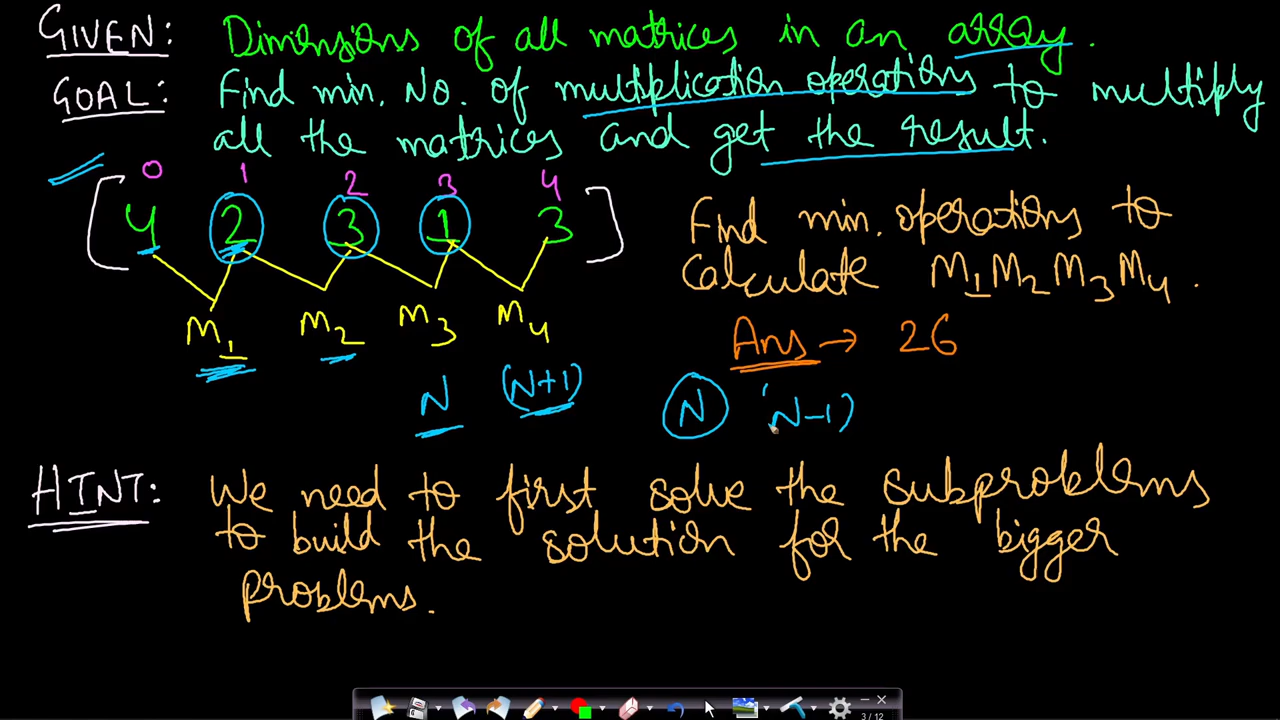 GIVEN: Dimensions of all matrices in an array.
GOAL: Find min. No. of multiplication operations to multiply
all the matrices and get the result.
0 1 2 3 4
[ 4 2 3 1 3 ]
M1 M2 M3 M4
Find min. operations to
calculate M1M2M3M4.
Ans → 26
N (N+1) N (N-1)
HINT: We need to first solve the subproblems
to build the solution for the bigger
problems.
3 / 12